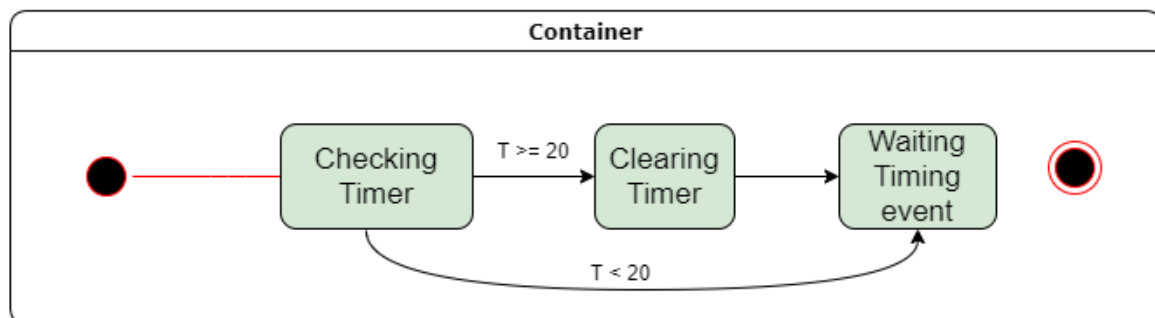 Container
Checking
Timer
T >= 20
Clearing
Timer
Waiting
Timing
event
T < 20